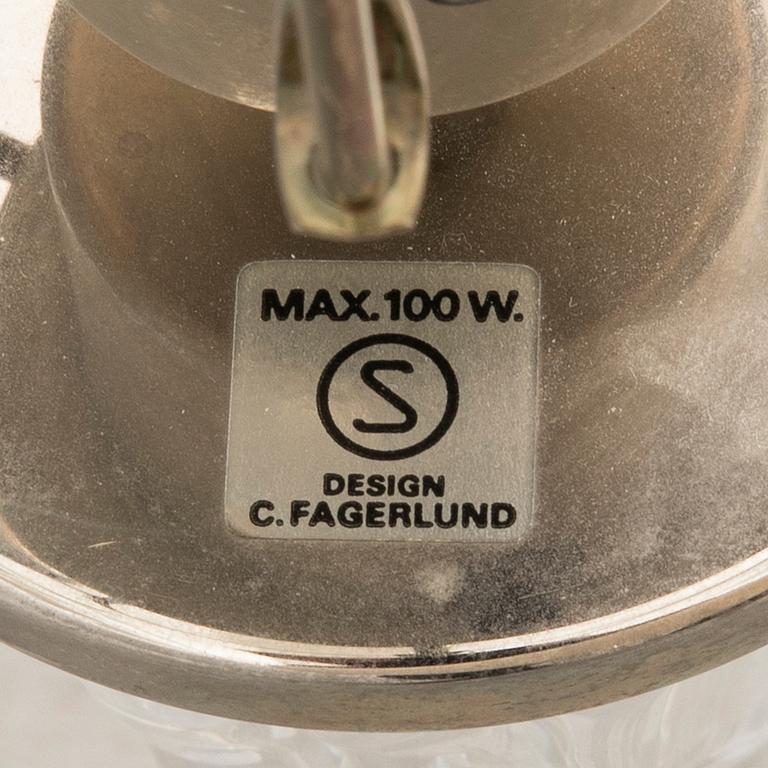 MAX. 100 W.
S
DESIGN
C. FAGERLUND